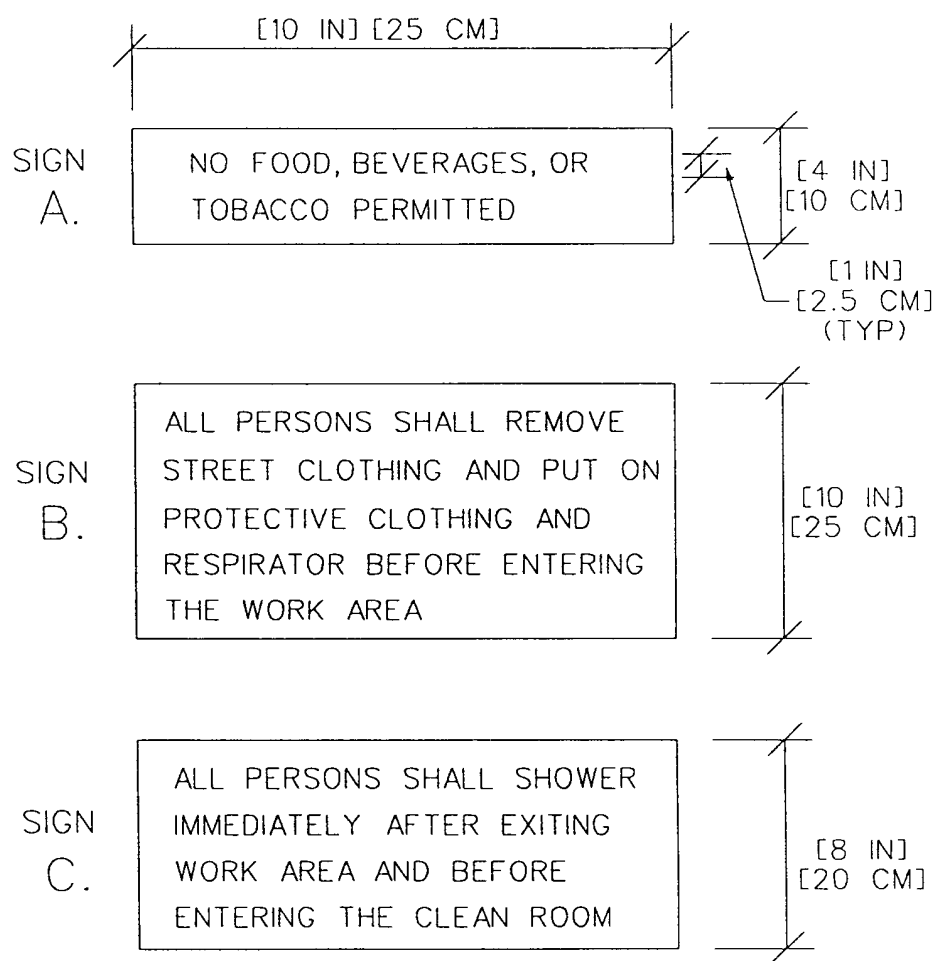 [10 IN] [25 CM]
SIGN
A.
NO FOOD, BEVERAGES, OR
TOBACCO PERMITTED
[4 IN]
[10 CM]
[1 IN]
[2.5 CM]
(TYP)
SIGN
B.
ALL PERSONS SHALL REMOVE
STREET CLOTHING AND PUT ON
PROTECTIVE CLOTHING AND
RESPIRATOR BEFORE ENTERING
THE WORK AREA
[10 IN]
[25 CM]
SIGN
C.
ALL PERSONS SHALL SHOWER
IMMEDIATELY AFTER EXITING
WORK AREA AND BEFORE
ENTERING THE CLEAN ROOM
[8 IN]
[20 CM]